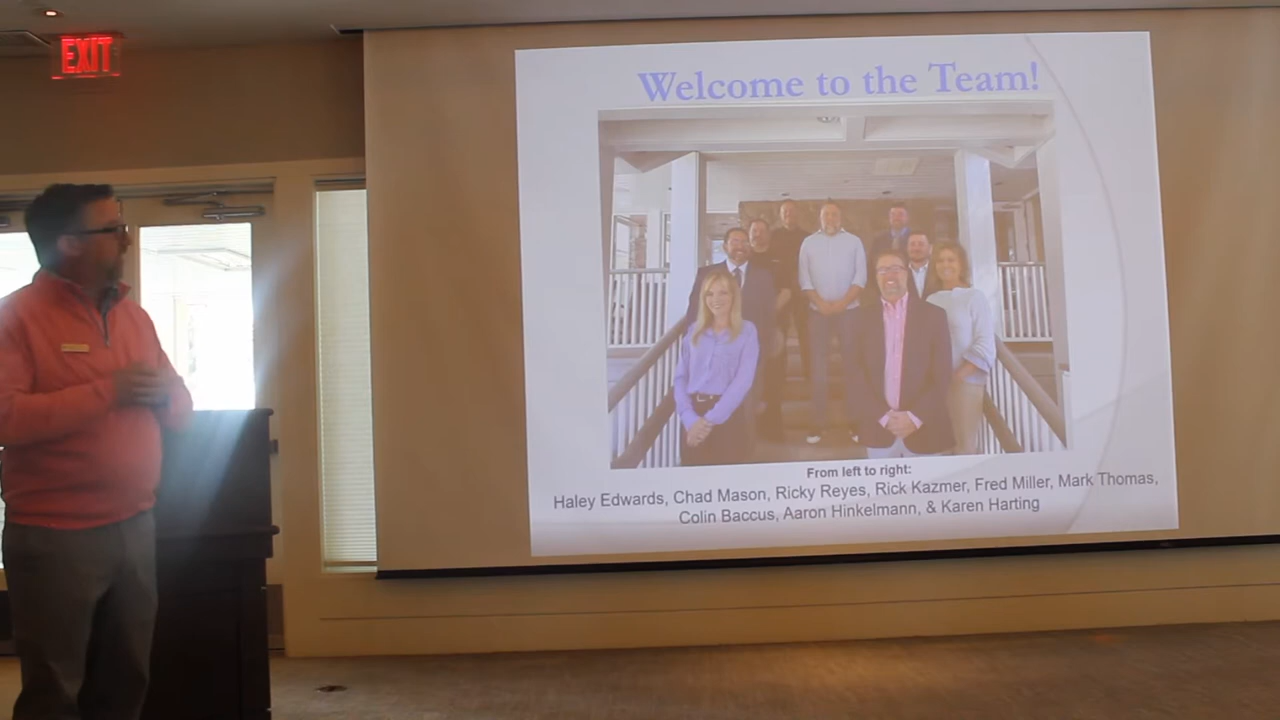 EXIT
Welcome to the Team!
From left to right:
Haley Edwards, Chad Mason, Ricky Reyes, Rick Kazmer, Fred Miller, Mark Thomas,
Colin Baccus, Aaron Hinkelmann, & Karen Harting